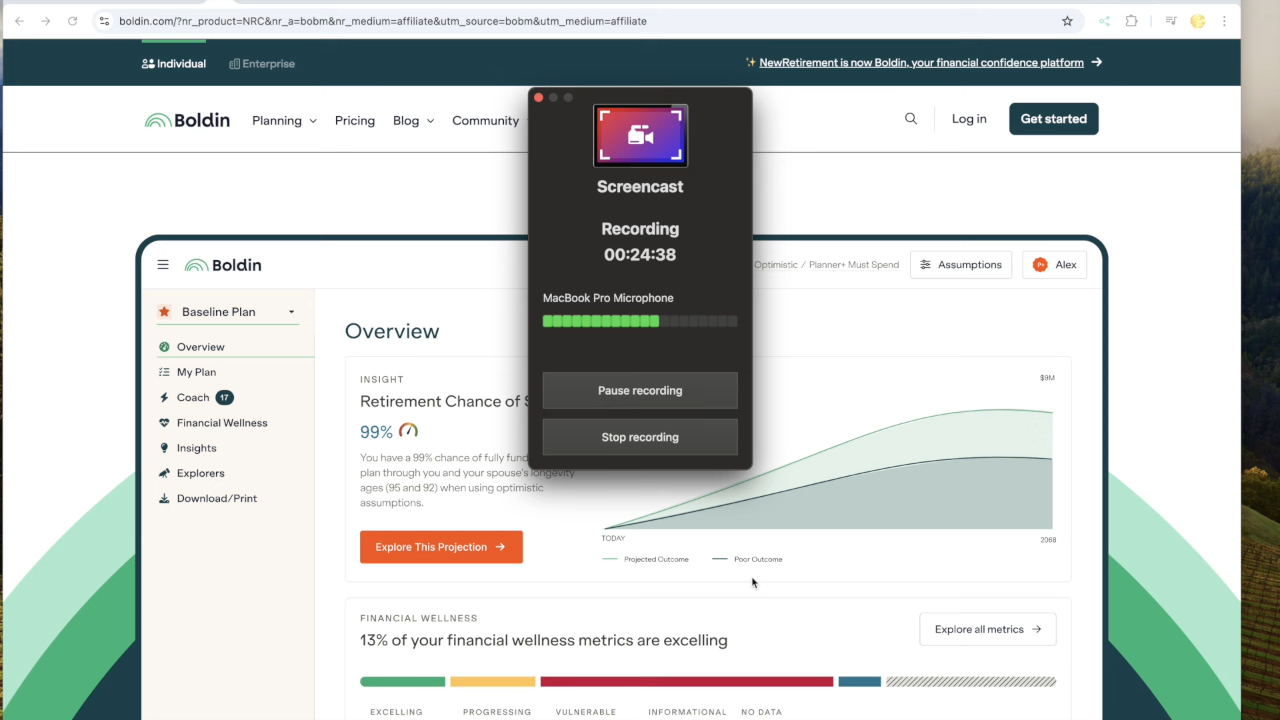 boldin.com/?nr_product=NRC&nr_a=bobm&nr_medium=affiliate&utm_source=bobm&utm_medium=affiliate
Individual
Enterprise
✨ NewRetirement is now Boldin, your financial confidence platform →
Boldin
Planning
Pricing
Blog
Community
Log in
Get started
Screencast
Recording
00:24:38
MacBook Pro Microphone
Pause recording
Stop recording
Boldin
Optimistic / Planner+ Must Spend
Assumptions
P+
Alex
Baseline Plan
Overview
My Plan
Coach 17
Financial Wellness
Insights
Explorers
Download/Print
Overview
INSIGHT
Retirement Chance of
99%
You have a 99% chance of fully
plan through you and your spouse's longevity
ages (95 and 92) when using optimistic
assumptions.
Explore This Projection →
$9M
TODAY
2068
Projected Outcome
Poor Outcome
FINANCIAL WELLNESS
13% of your financial wellness metrics are excelling
Explore all metrics →
EXCELLING
PROGRESSING
VULNERABLE
INFORMATIONAL
NO DATA